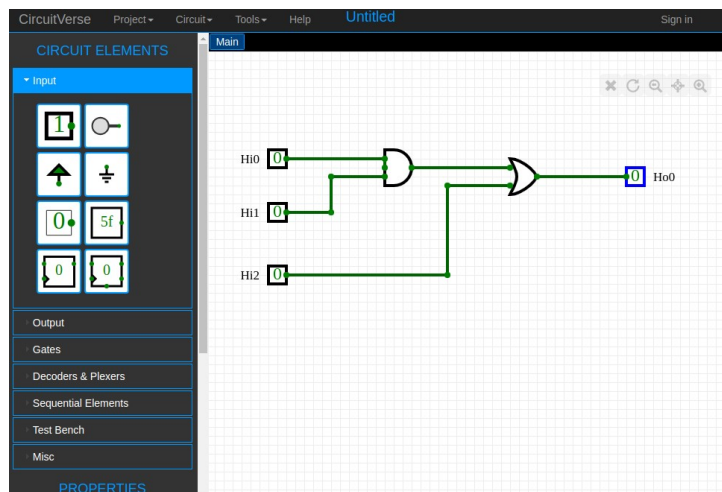 CircuitVerse Project Circuit Tools Help Untitled Sign in
CIRCUIT ELEMENTS
Main
Input
1
0
5f
0
0
Output
Gates
Decoders & Plexers
Sequential Elements
Test Bench
Misc
PROPERTIES
Hi0 0
Hi1 0
Hi2 0
0 Ho0